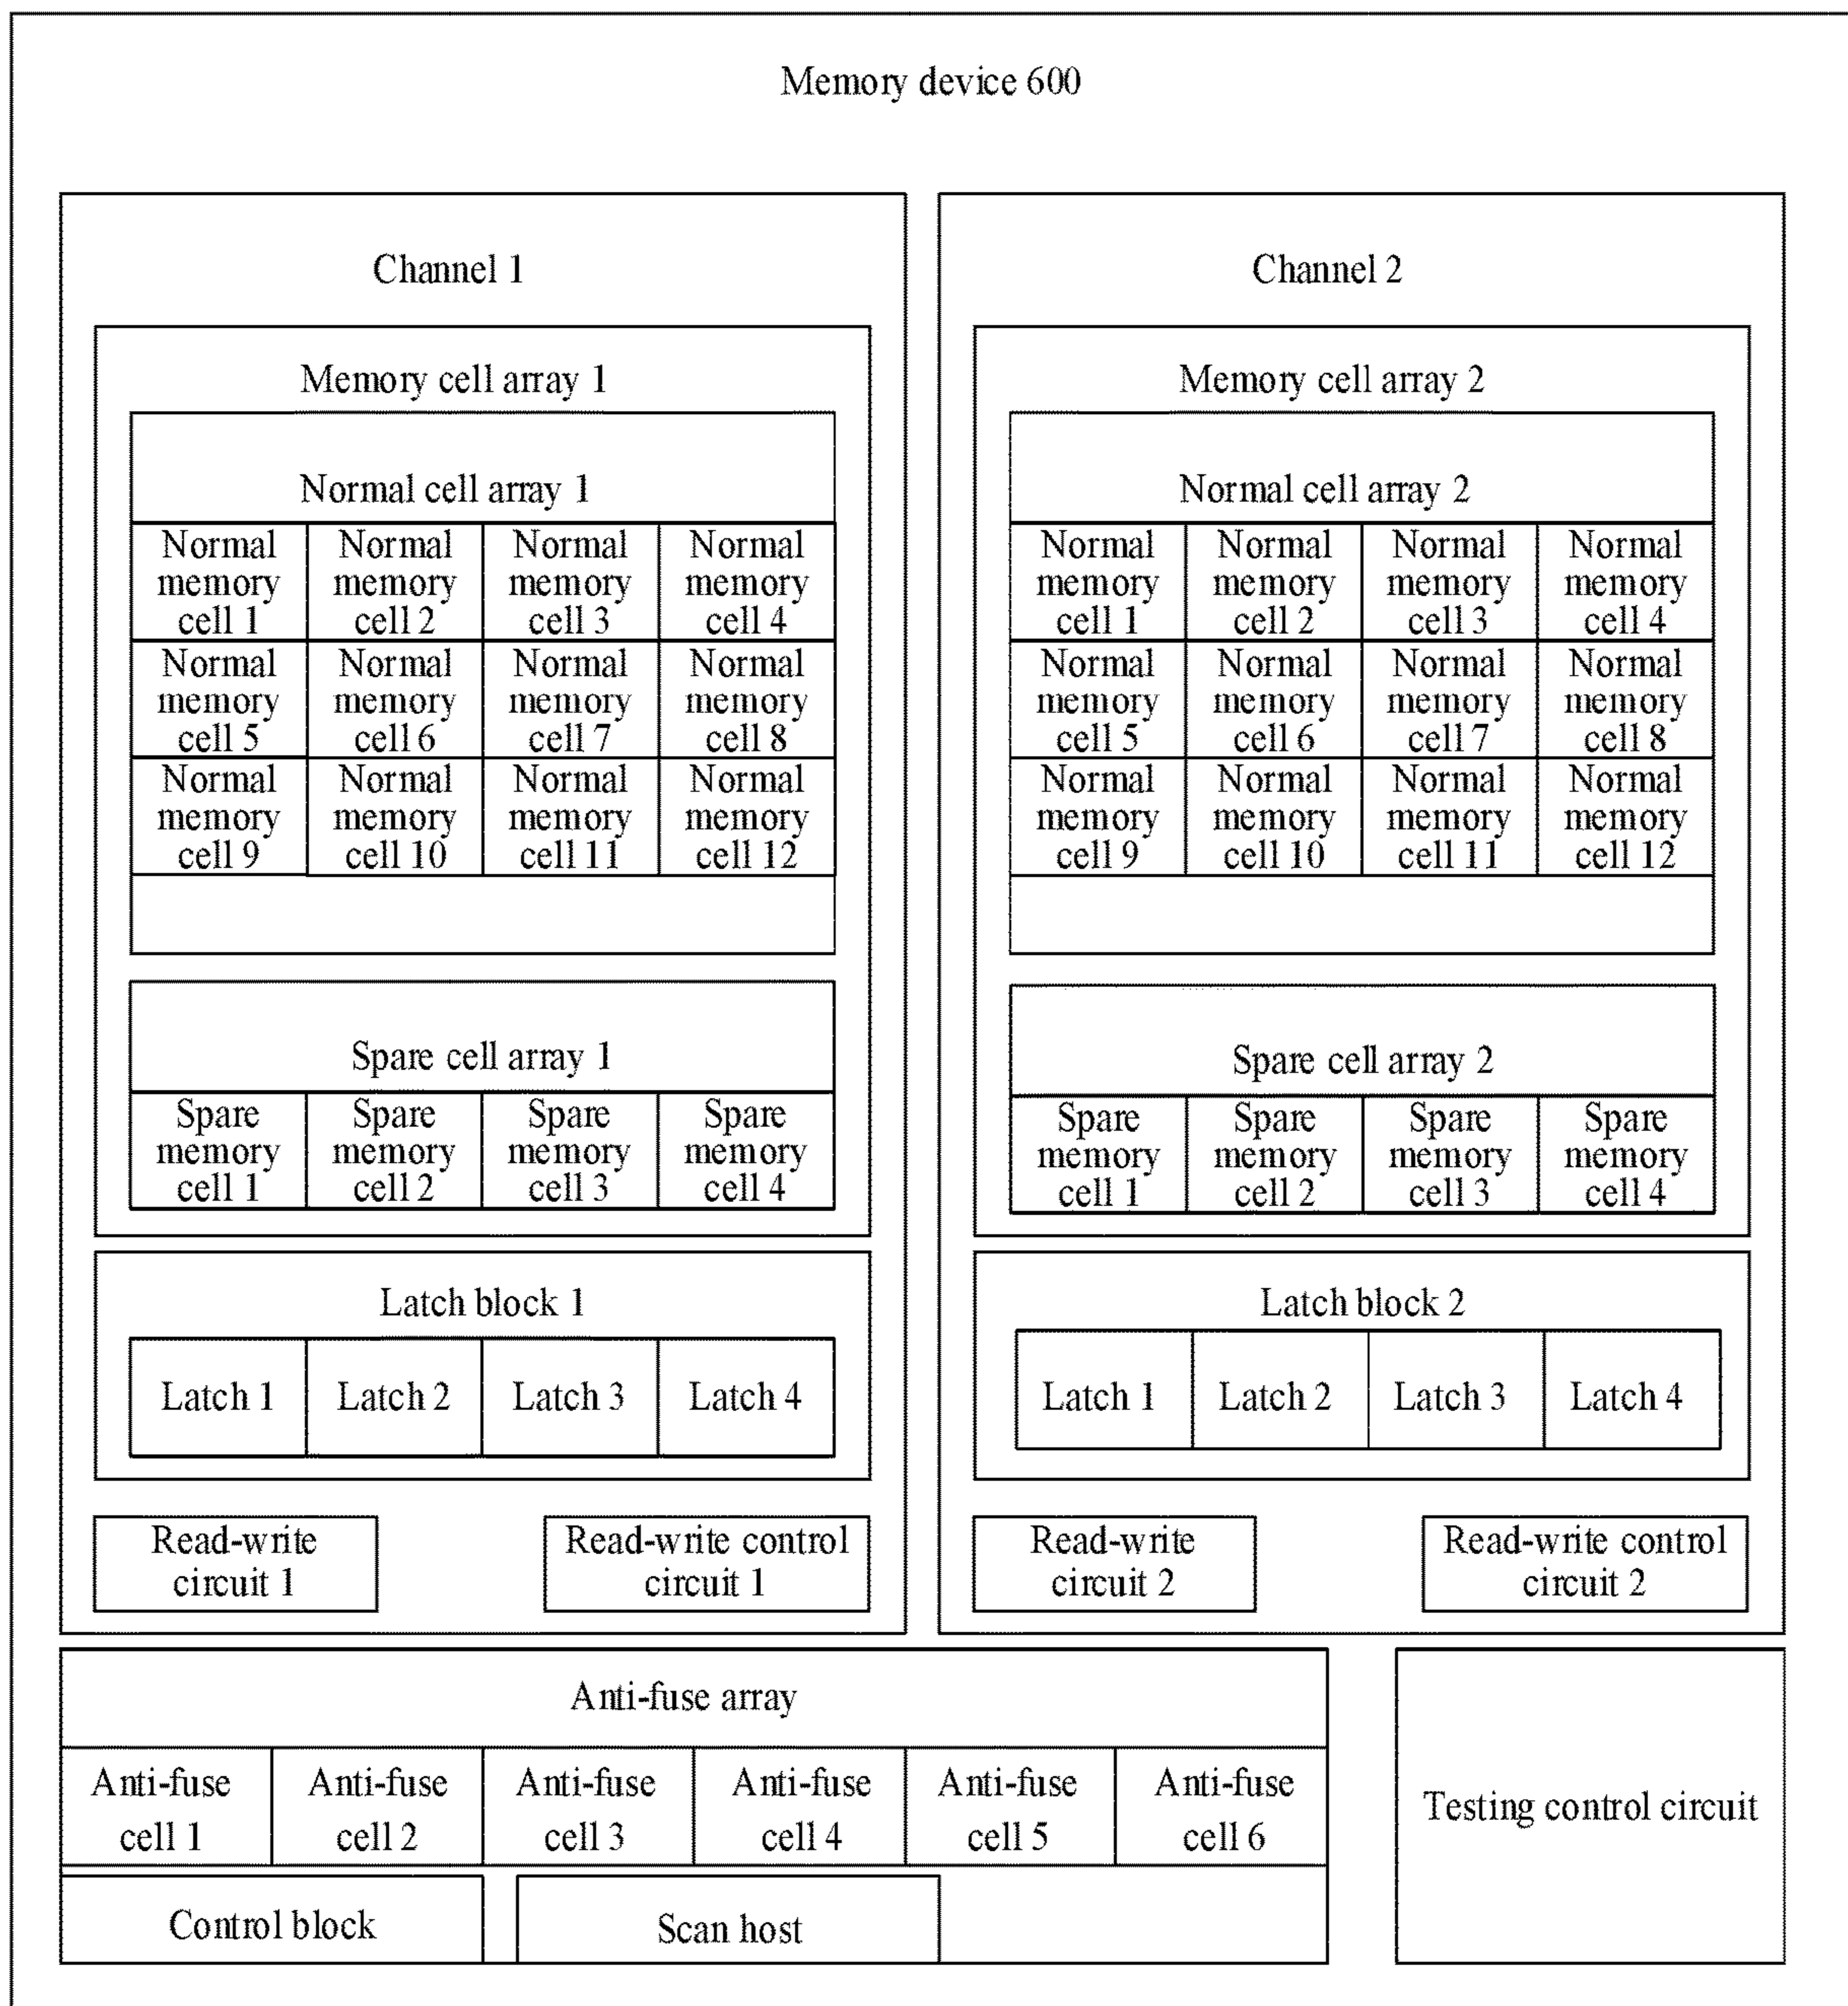 Memory device 600
Channel 1
Memory cell array 1
Normal cell array 1
Normal Normal Normal Normal
memory memory memory memory
cell 1 cell 2 cell 3 cell 4
Normal Normal Normal Normal
memory memory memory memory
cell 5 cell 6 cell 7 cell 8
Normal Normal Normal Normal
memory memory memory memory
cell 9 cell 10 cell 11 cell 12
Spare cell array 1
Spare Spare Spare Spare
memory memory memory memory
cell 1 cell 2 cell 3 cell 4
Latch block 1
Latch 1 Latch 2 Latch 3 Latch 4
Read-write
circuit 1
Read-write control
circuit 1
Channel 2
Memory cell array 2
Normal cell array 2
Normal Normal Normal Normal
memory memory memory memory
cell 1 cell 2 cell 3 cell 4
Normal Normal Normal Normal
memory memory memory memory
cell 5 cell 6 cell 7 cell 8
Normal Normal Normal Normal
memory memory memory memory
cell 9 cell 10 cell 11 cell 12
Spare cell array 2
Spare Spare Spare Spare
memory memory memory memory
cell 1 cell 2 cell 3 cell 4
Latch block 2
Latch 1 Latch 2 Latch 3 Latch 4
Read-write
circuit 2
Read-write control
circuit 2
Anti-fuse array
Anti-fuse Anti-fuse Anti-fuse Anti-fuse Anti-fuse Anti-fuse
cell 1 cell 2 cell 3 cell 4 cell 5 cell 6
Control block
Scan host
Testing control circuit